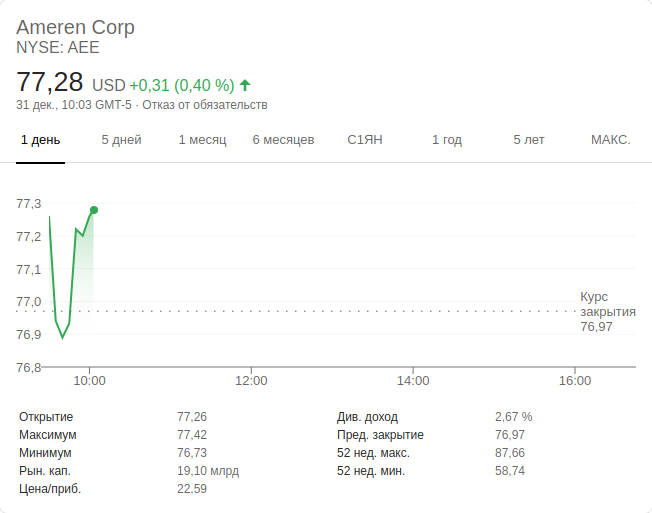 Ameren Corp
NYSE: AEE
77,28 USD +0,31 (0,40 %)
31 дек., 10:03 GMT-5 · Отказ от обязательств
1 день 5 дней 1 месяц 6 месяцев С1ЯН 1 год 5 лет МАКС.
77,3
77,2
77,1
77,0
76,9
76,8
Курс
закрытия
76,97
10:00 12:00 14:00 16:00
Открытие 77,26
Максимум 77,42
Минимум 76,73
Рын. кап. 19,10 млрд
Цена/приб. 22,59
Див. доход 2,67 %
Пред. закрытие 76,97
52 нед. макс. 87,66
52 нед. мин. 58,74